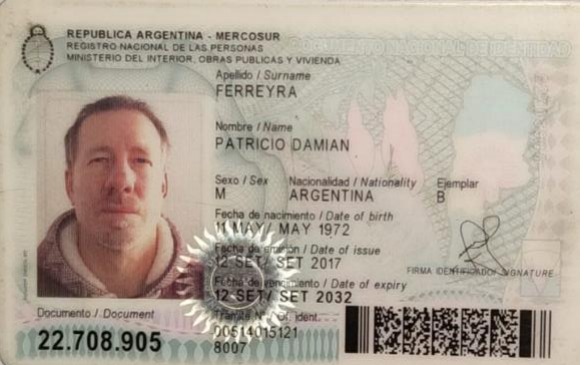 REPUBLICA ARGENTINA - MERCOSUR
REGISTRO NACIONAL DE LAS PERSONAS
MINISTERIO DEL INTERIOR, OBRAS PUBLICAS Y VIVIENDA
DOCUMENTO NACIONAL DE IDENTIDAD
Apellido / Surname
FERREYRA
Nombre / Name
PATRICIO DAMIAN
Sexo / Sex Nacionalidad / Nationality Ejemplar
M ARGENTINA B
Fecha de nacimiento / Date of birth
11 MAY/ MAY 1972
Fecha de emisión / Date of issue
12 SET/ SET 2017
FIRMA IDENTIFICADO / SIGNATURE
Fecha de vencimiento / Date of expiry
12 SET/ SET 2032
Documento / Document
22.708.905
Trámite Nº / Of. ident.
00514015121
8007